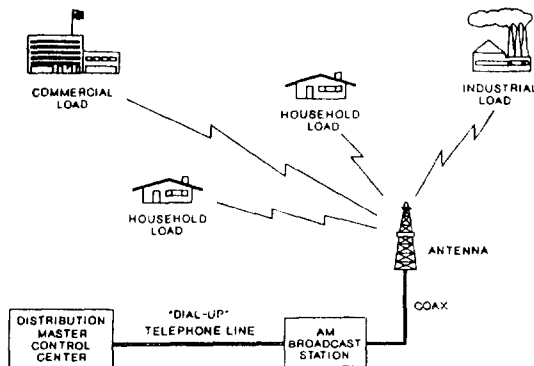 COMMERCIAL
LOAD
HOUSEHOLD
LOAD
INDUSTRIAL
LOAD
HOUSEHOLD
LOAD
ANTENNA
COAX
"DIAL-UP"
TELEPHONE LINE
DISTRIBUTION
MASTER
CONTROL
CENTER
AM
BROADCAST
STATION